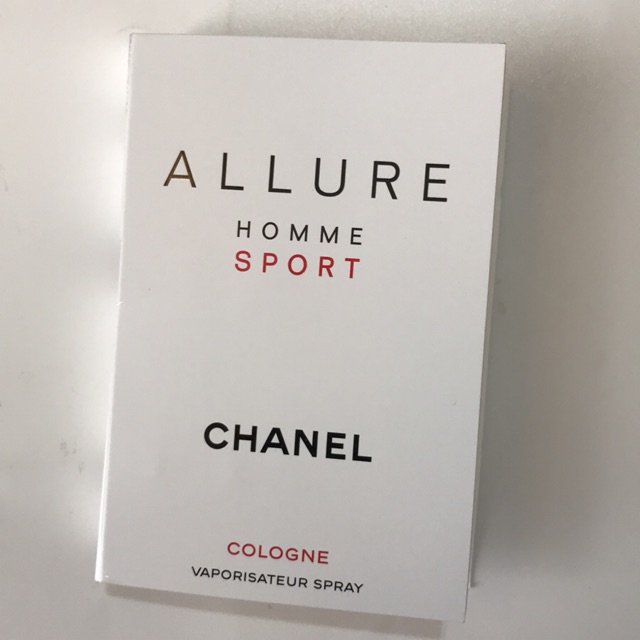 ALLURE
HOMME
SPORT
CHANEL
COLOGNE
VAPORISATEUR SPRAY